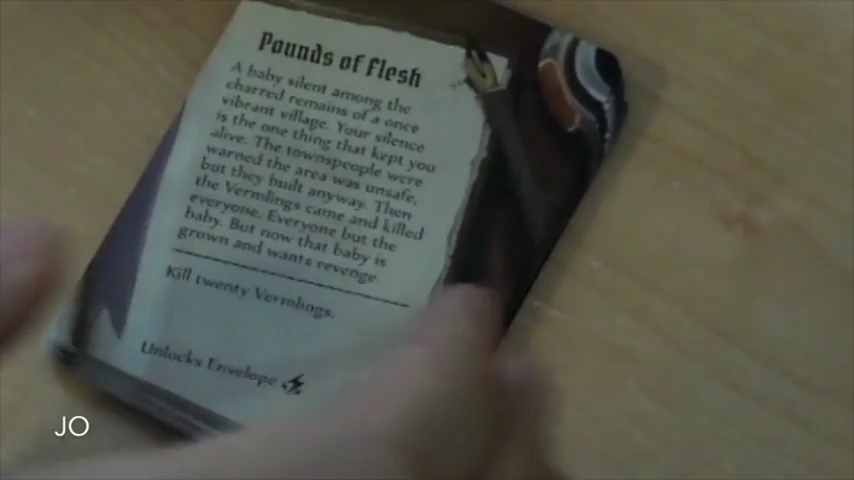 Pounds of Flesh
A baby silent among the
charred remains of a once
vibrant village. Your silence
is the one thing that kept you
alive. The townspeople were
warned the area was unsafe,
but they built anyway. Then
the Vermlings came and killed
everyone. Everyone but the
baby. But now that baby is
grown and wants revenge.
Kill twenty Vermlings.
Unlocks Envelope
JO